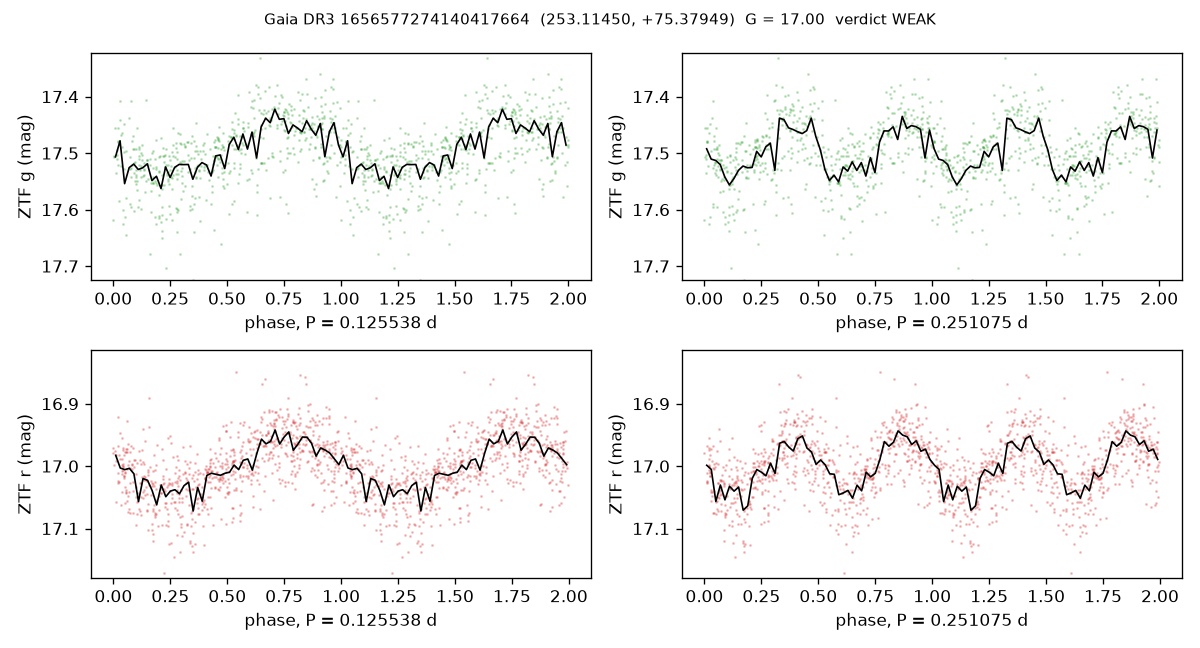 Gaia DR3 1656577274140417664 (253.11450, +75.37949) G = 17.00 verdict WEAK
ZTF g (mag)
17.4
17.5
17.6
17.7
0.00 0.25 0.50 0.75 1.00 1.25 1.50 1.75 2.00
phase, P = 0.125538 d
ZTF g (mag)
17.4
17.5
17.6
17.7
0.00 0.25 0.50 0.75 1.00 1.25 1.50 1.75 2.00
phase, P = 0.251075 d
ZTF r (mag)
16.9
17.0
17.1
0.00 0.25 0.50 0.75 1.00 1.25 1.50 1.75 2.00
phase, P = 0.125538 d
ZTF r (mag)
16.9
17.0
17.1
0.00 0.25 0.50 0.75 1.00 1.25 1.50 1.75 2.00
phase, P = 0.251075 d